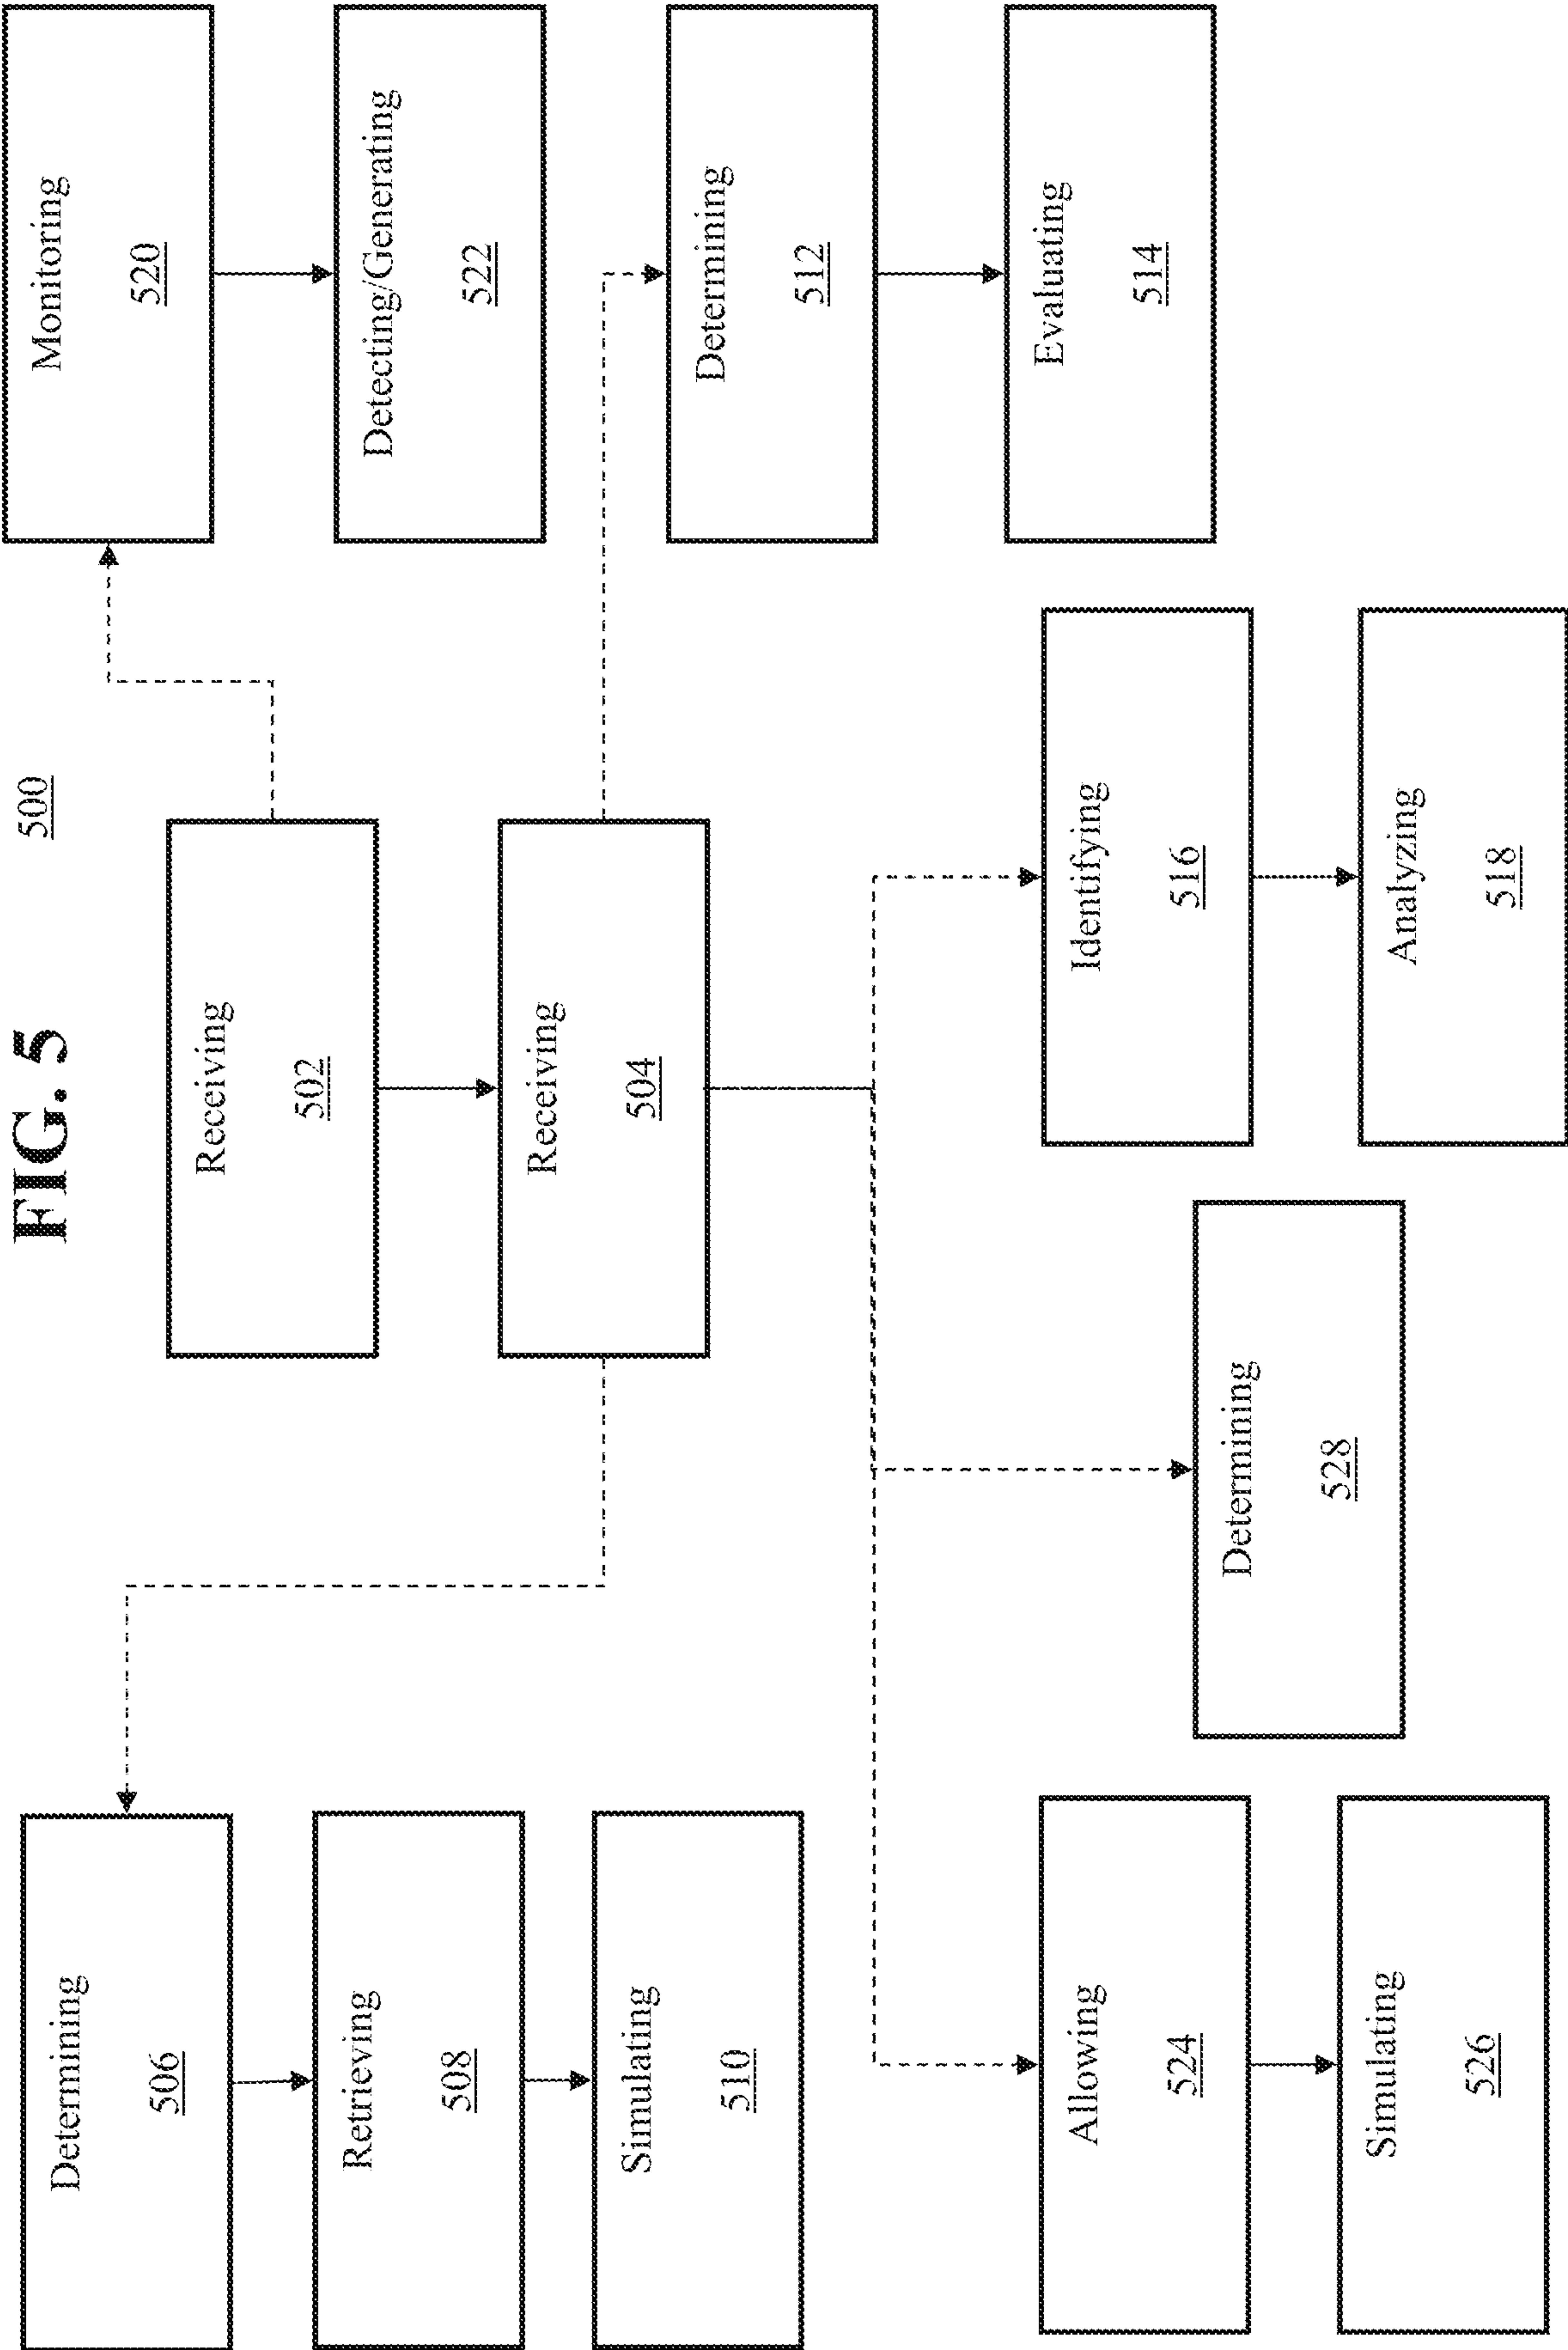 FIG. 5
500
Receiving
502
Receiving
504
Determining
506
Retrieving
508
Simulating
510
Monitoring
520
Detecting/Generating
522
Determining
512
Evaluating
514
Identifying
516
Analyzing
518
Determining
528
Allowing
524
Simulating
526